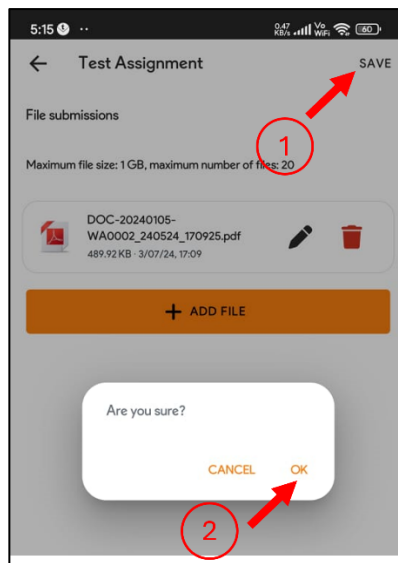 5:15
0.47 KB/s Vo WiFi 60
← Test Assignment SAVE
File submissions
1
Maximum file size: 1 GB, maximum number of files: 20
DOC-20240105-
WA0002_240524_170925.pdf
489.92 KB · 3/07/24, 17:09
+ ADD FILE
Are you sure?
CANCEL OK
2